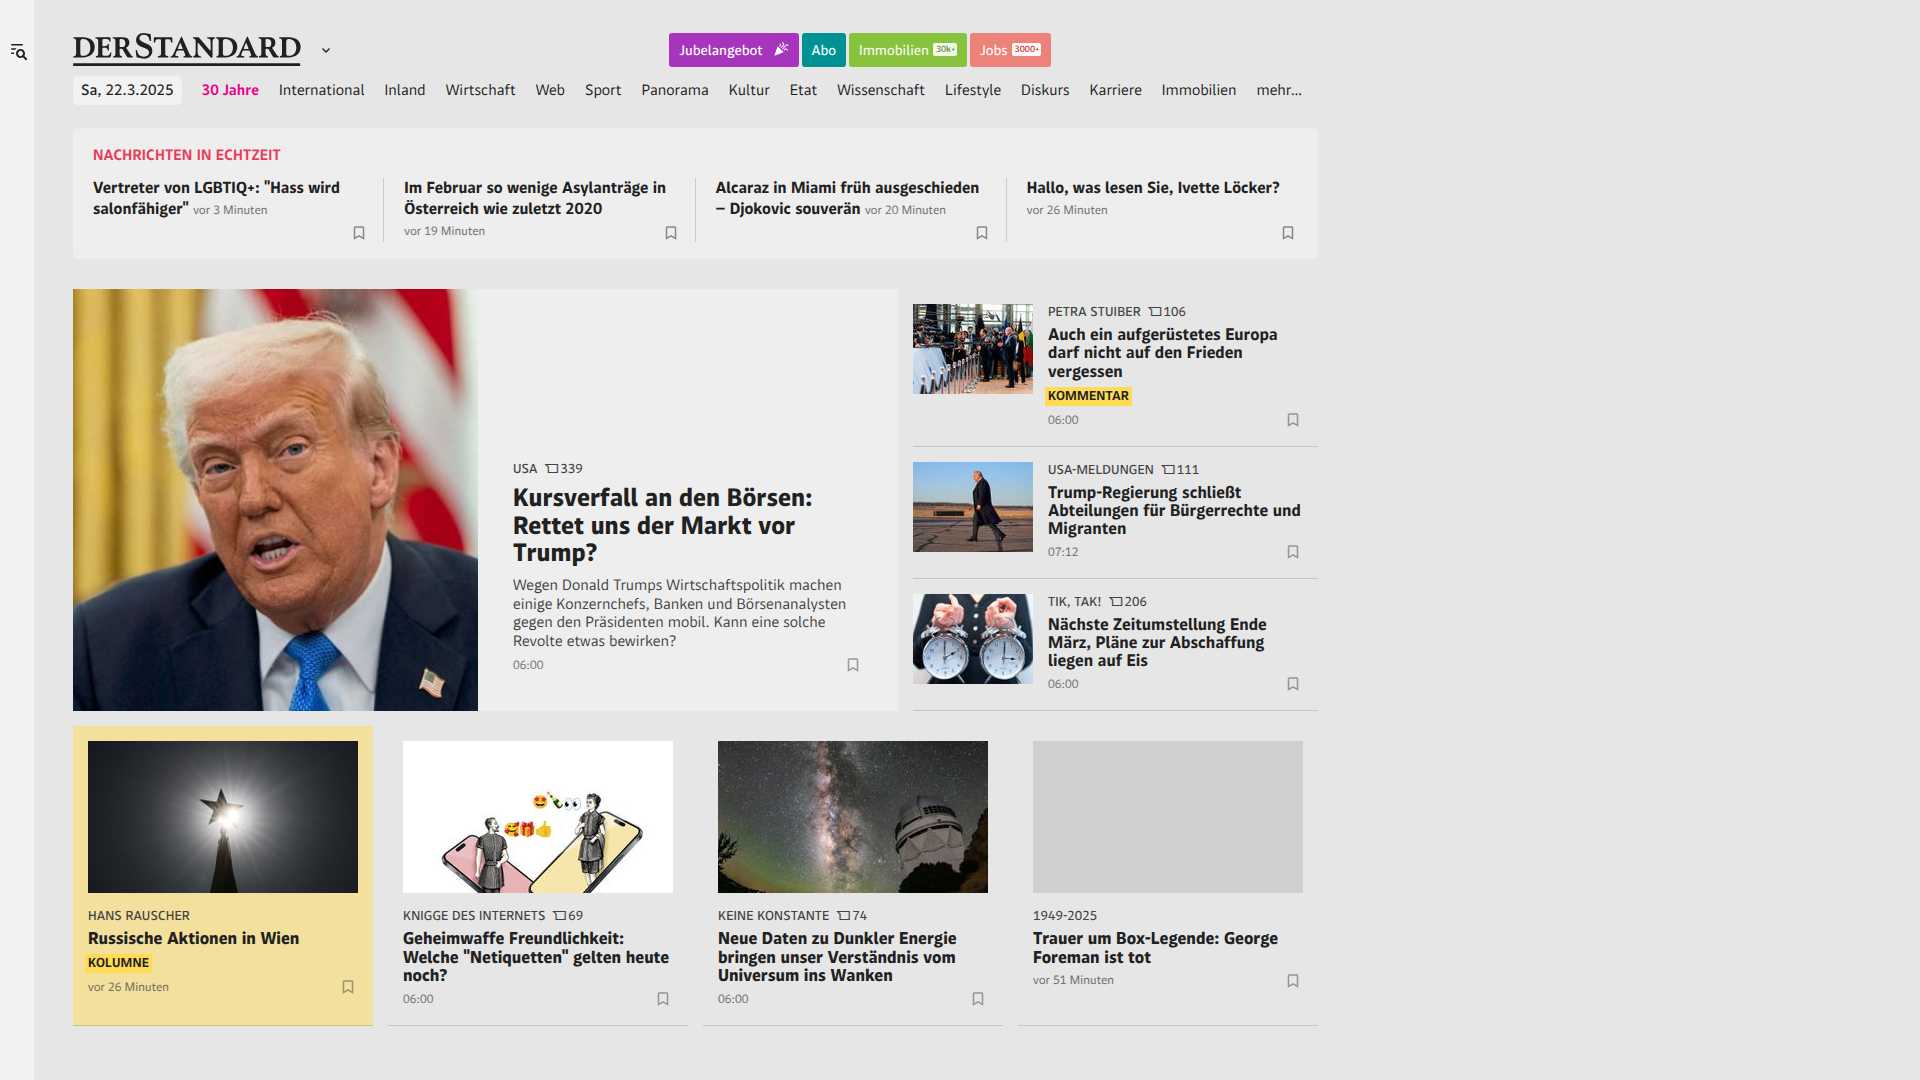 DERSTANDARD
Jubelangebot
Abo
Immobilien 30k+
Jobs 3000+
Sa, 22.3.2025
30 Jahre
International
Inland
Wirtschaft
Web
Sport
Panorama
Kultur
Etat
Wissenschaft
Lifestyle
Diskurs
Karriere
Immobilien
mehr...
NACHRICHTEN IN ECHTZEIT
Vertreter von LGBTIQ+: "Hass wird
salonfähiger" vor 3 Minuten
Im Februar so wenige Asylanträge in
Österreich wie zuletzt 2020
vor 19 Minuten
Alcaraz in Miami früh ausgeschieden
– Djokovic souverän vor 20 Minuten
Hallo, was lesen Sie, Ivette Löcker?
vor 26 Minuten
USA 339
Kursverfall an den Börsen:
Rettet uns der Markt vor
Trump?
Wegen Donald Trumps Wirtschaftspolitik machen
einige Konzernchefs, Banken und Börsenanalysten
gegen den Präsidenten mobil. Kann eine solche
Revolte etwas bewirken?
06:00
PETRA STUIBER 106
Auch ein aufgerüstetes Europa
darf nicht auf den Frieden
vergessen
KOMMENTAR
06:00
USA-MELDUNGEN 111
Trump-Regierung schließt
Abteilungen für Bürgerrechte und
Migranten
07:12
TIK, TAK! 206
Nächste Zeitumstellung Ende
März, Pläne zur Abschaffung
liegen auf Eis
06:00
HANS RAUSCHER
Russische Aktionen in Wien
KOLUMNE
vor 26 Minuten
KNIGGE DES INTERNETS 69
Geheimwaffe Freundlichkeit:
Welche "Netiquetten" gelten heute
noch?
06:00
KEINE KONSTANTE 74
Neue Daten zu Dunkler Energie
bringen unser Verständnis vom
Universum ins Wanken
06:00
1949-2025
Trauer um Box-Legende: George
Foreman ist tot
vor 51 Minuten